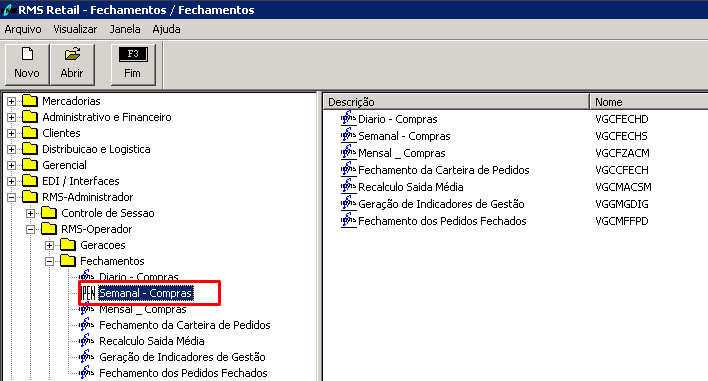 RMS Retail - Fechamentos / Fechamentos
Arquivo Visualizar Janela Ajuda
F3
Novo Abrir Fim
Mercadorias
Administrativo e Financeiro
Clientes
Distribuicao e Logistica
Gerencial
EDI / Interfaces
RMS-Administrador
Controle de Sessao
RMS-Operador
Geracoes
Fechamentos
Diario - Compras
OPEN Semanal - Compras
Mensal _ Compras
Fechamento da Carteira de Pedidos
Recalculo Saida Média
Geração de Indicadores de Gestão
Fechamento dos Pedidos Fechados
Descrição Nome
Diario - Compras VGCFECHD
Semanal - Compras VGCFECHS
Mensal _ Compras VGCFZACM
Fechamento da Carteira de Pedidos VGCCFECH
Recalculo Saida Média VGCMACSM
Geração de Indicadores de Gestão VGGMGDIG
Fechamento dos Pedidos Fechados VGCMFFPD